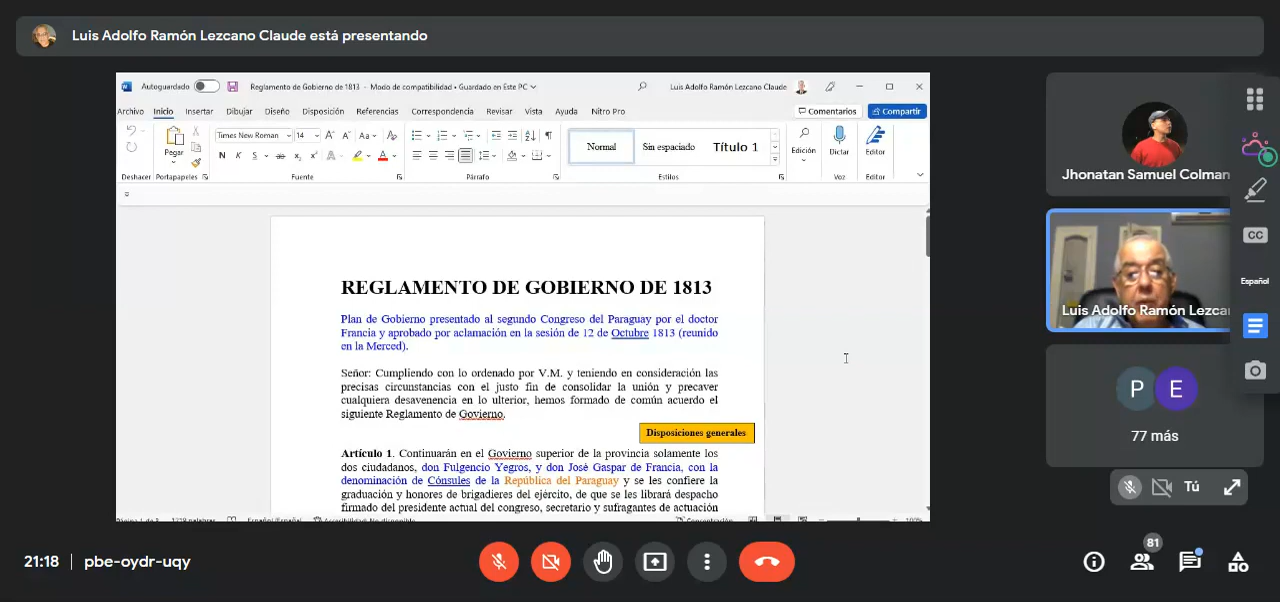 Luis Adolfo Ramón Lezcano Claude está presentando
Autoguardado Reglamento de Gobierno de 1813 - Modo de compatibilidad • Guardado en Este PC Luis Adolfo Ramón Lezcano Claude
Archivo Inicio Insertar Dibujar Diseño Disposición Referencias Correspondencia Revisar Vista Ayuda Nitro Pro Comentarios Compartir
Times New Roman 14
Pegar
N K S
Normal Sin espaciado Título 1
Edición Dictar Editor
Deshacer Portapapeles Fuente Párrafo Estilos Voz Editor
REGLAMENTO DE GOBIERNO DE 1813
Plan de Gobierno presentado al segundo Congreso del Paraguay por el doctor
Francia y aprobado por aclamación en la sesión de 12 de Octubre 1813 (reunido
en la Merced).
Señor: Cumpliendo con lo ordenado por V.M. y teniendo en consideración las
precisas circunstancias con el justo fin de consolidar la unión y precaver
cualquiera desavenencia en lo ulterior, hemos formado de común acuerdo el
siguiente Reglamento de Govierno.
Disposiciones generales
Artículo 1. Continuarán en el Govierno superior de la provincia solamente los
dos ciudadanos, don Fulgencio Yegros, y don José Gaspar de Francia, con la
denominación de Cónsules de la República del Paraguay y se les confiere la
graduación y honores de brigadieres del ejército, de que se les librará despacho
firmado del presidente actual del congreso, secretario y sufragantes de actuación
Jhonatan Samuel Colman
Luis Adolfo Ramón Lezca
P E
77 más
Tú
CC
Español
21:18 pbe-oydr-uqy
81